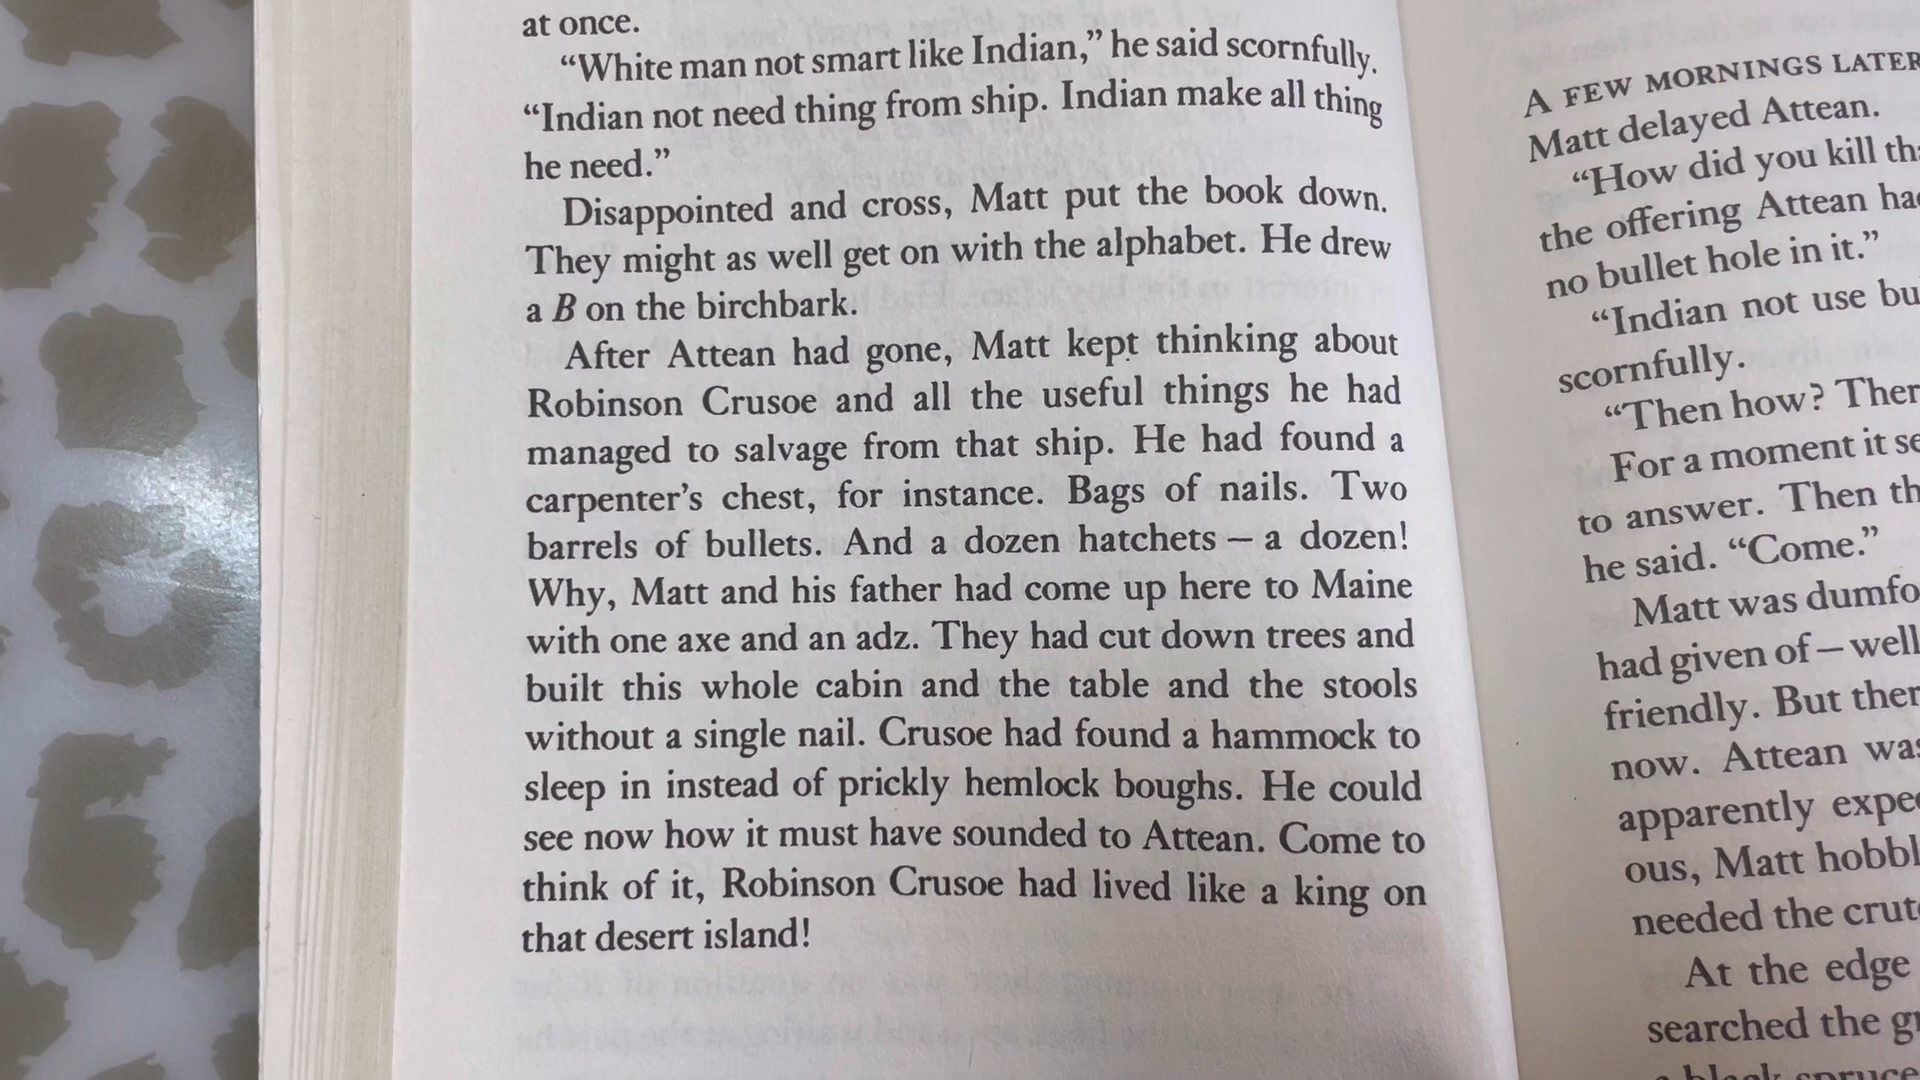 at once.
“White man not smart like Indian,” he said scornfully.
“Indian not need thing from ship. Indian make all thing
he need.”
Disappointed and cross, Matt put the book down.
They might as well get on with the alphabet. He drew
a B on the birchbark.
After Attean had gone, Matt kept thinking about
Robinson Crusoe and all the useful things he had
managed to salvage from that ship. He had found a
carpenter’s chest, for instance. Bags of nails. Two
barrels of bullets. And a dozen hatchets — a dozen!
Why, Matt and his father had come up here to Maine
with one axe and an adz. They had cut down trees and
built this whole cabin and the table and the stools
without a single nail. Crusoe had found a hammock to
sleep in instead of prickly hemlock boughs. He could
see now how it must have sounded to Attean. Come to
think of it, Robinson Crusoe had lived like a king on
that desert island!
A FEW MORNINGS LATER
Matt delayed Attean.
“How did you kill
the offering Attean
no bullet hole in it.”
“Indian not use
scornfully.
“Then how?
For a moment it
to answer. Then
he said. “Come.”
Matt was
had given of — well
friendly. But
now. Attean
apparently
ous, Matt
needed the
At the edge
searched the